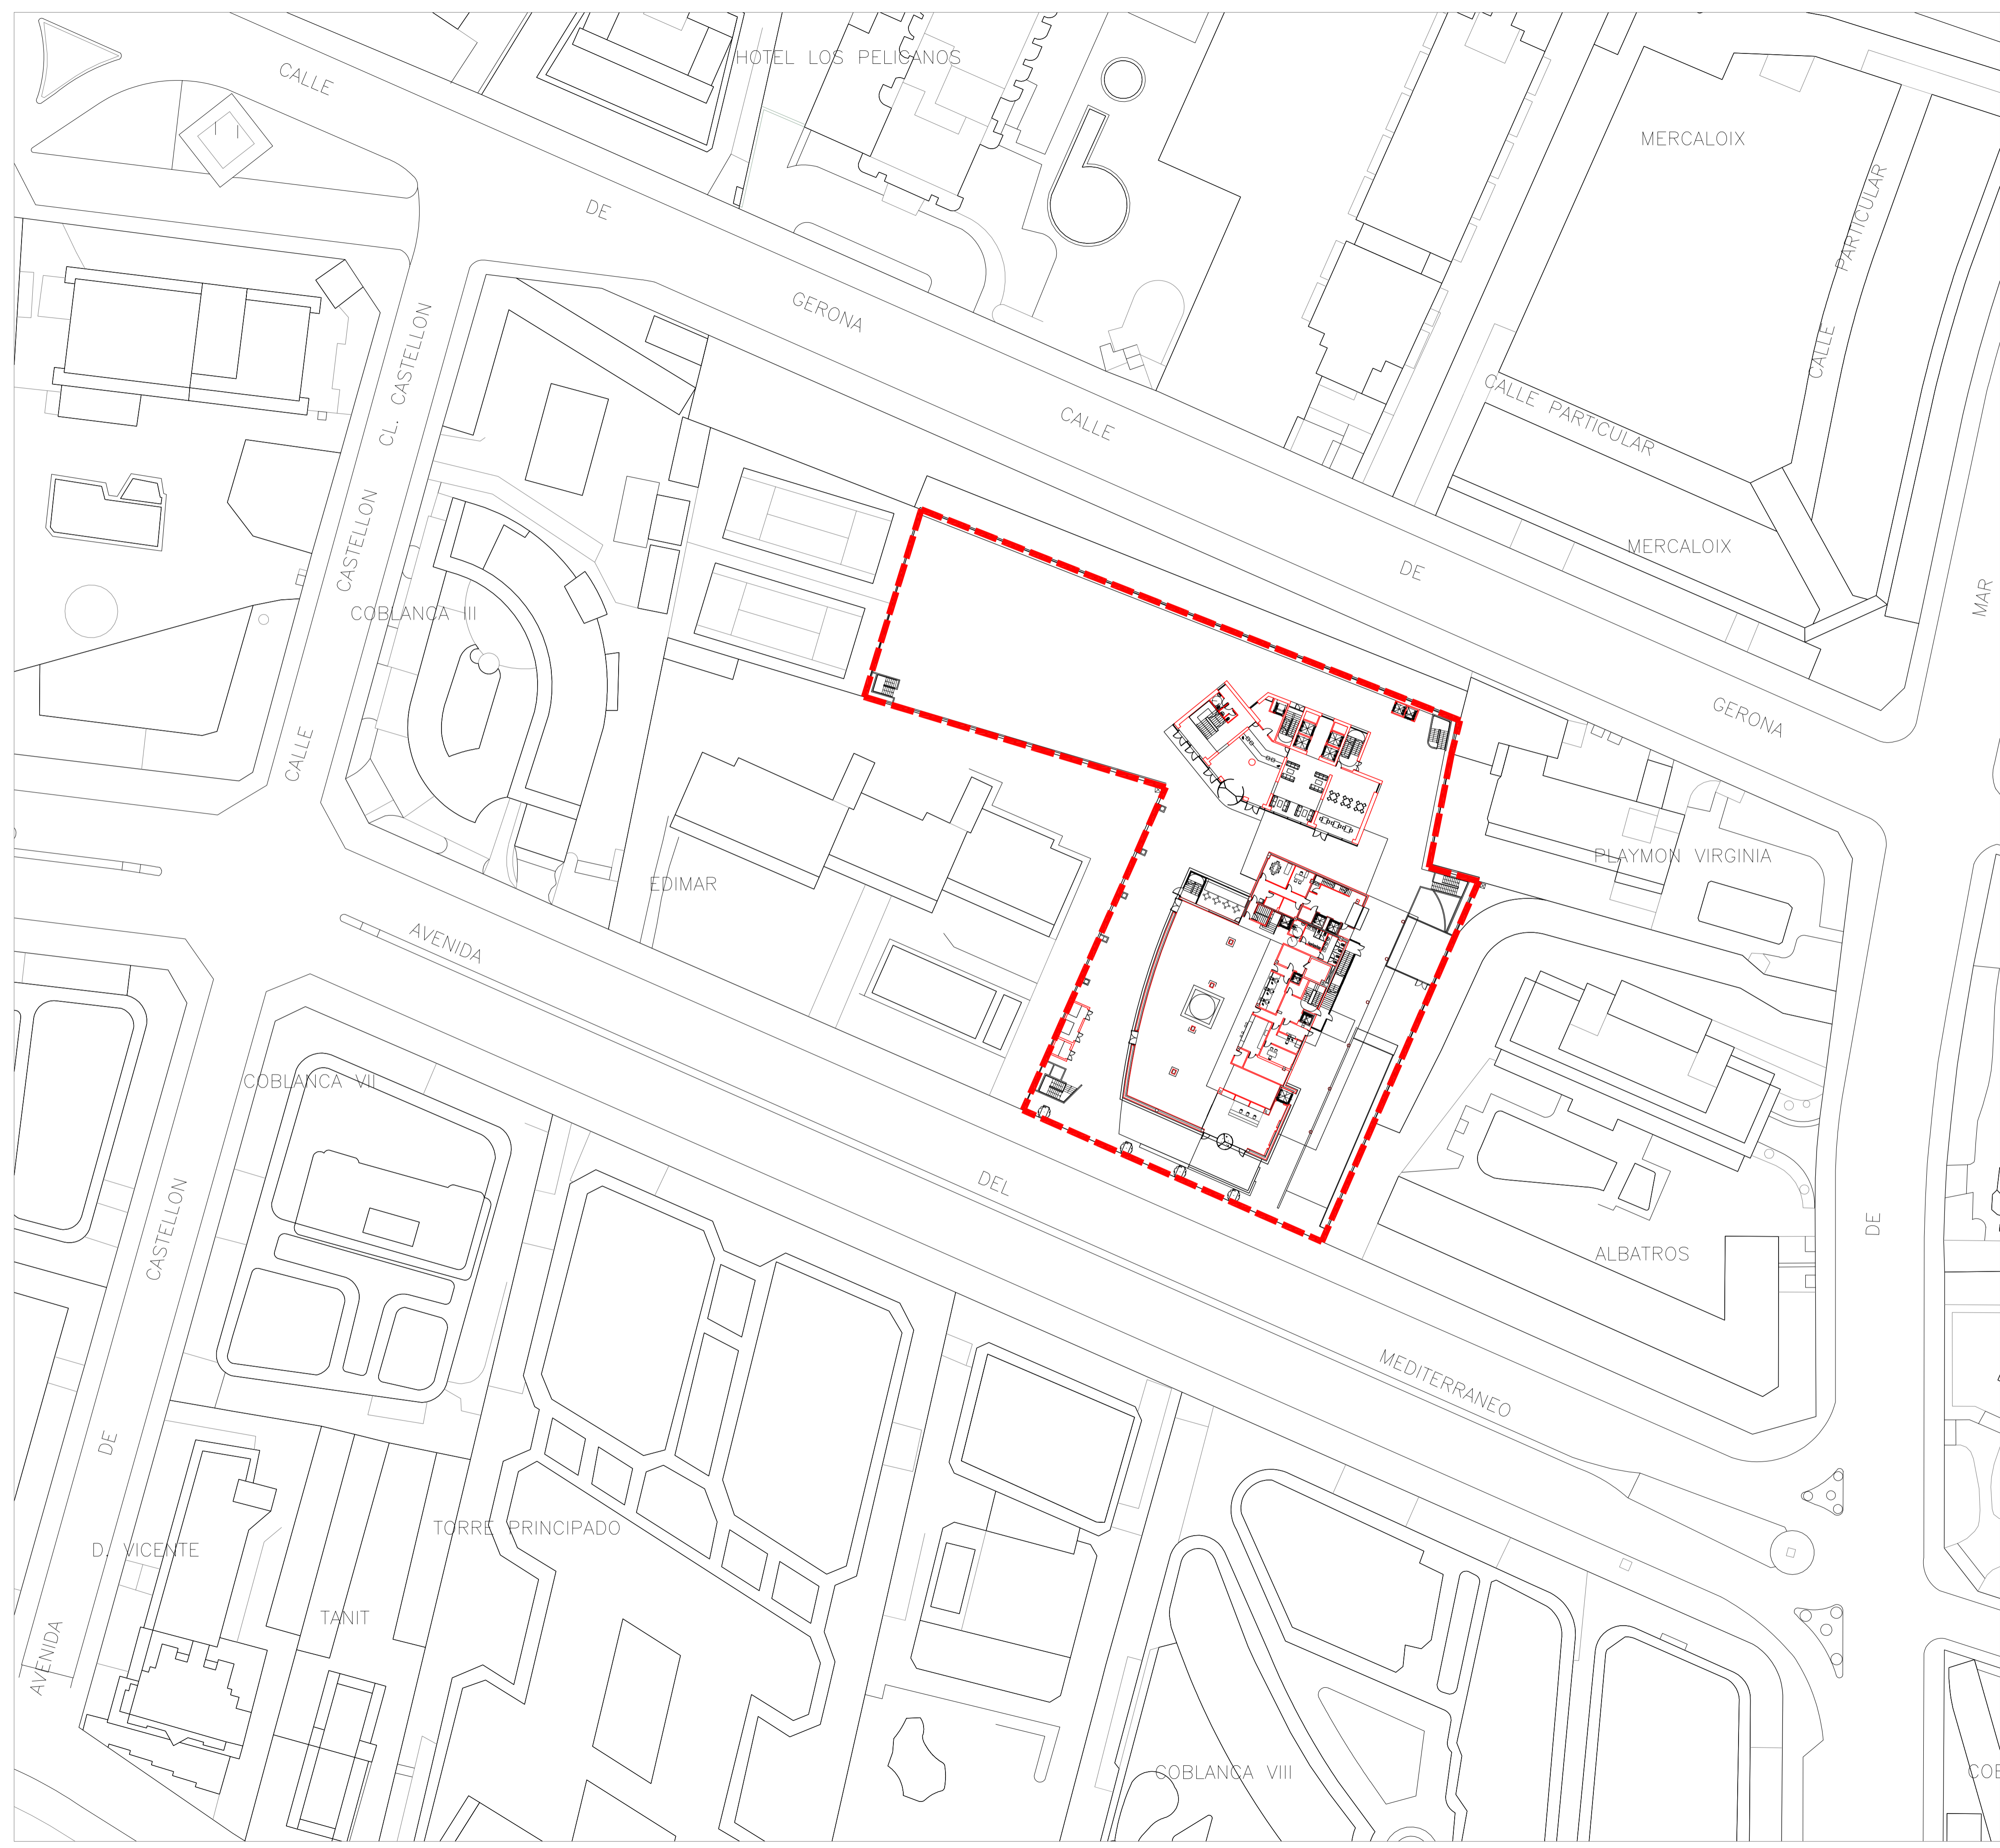 HOTEL LOS PELICANOS
CALLE
DE
GERONA
CALLE
DE
GERONA
MERCALOIX
CALLE PARTICULAR
CALLE PARTICULAR
MERCALOIX
MAR
DE
CL. CASTELLON
CASTELLON
CALLE
COBLANCA III
EDIMAR
PLAYMON VIRGINIA
ALBATROS
AVENIDA
DEL
MEDITERRANEO
COBLANCA VII
CASTELLON
DE
AVENIDA
D. VICENTE
TANIT
TORRE PRINCIPADO
COBLANCA VIII